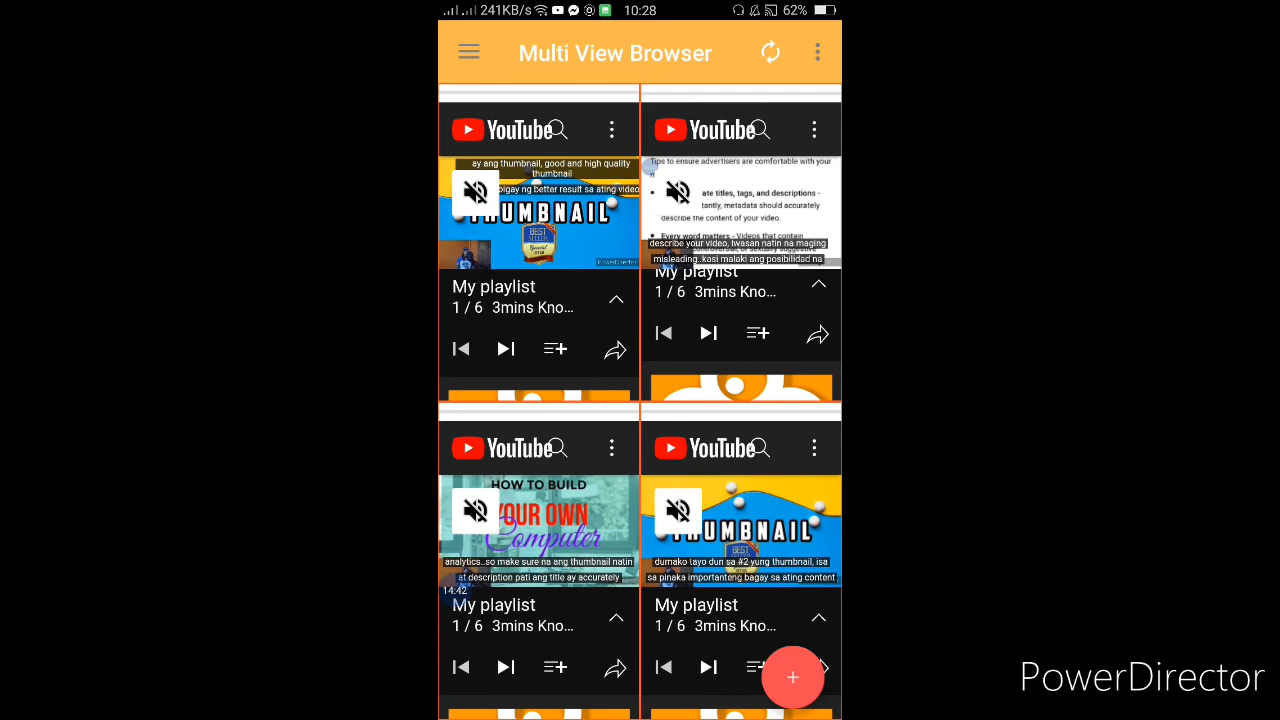 241KB/s 10:28 62%
Multi View Browser
YouTube
ay ang thumbnail, good and high quality
thumbnail
bigay ng better result sa ating video
THUMBNAIL
BEST
SELLER
PowerDirector
My playlist
1 / 6 3mins Kno...
YouTube
Tips to ensure advertisers are comfortable with your
ate titles, tags, and descriptions -
tantly, metadata should accurately
describe the content of your video.
Every word matters - Videos that contain
describe your video, iwasan natin na maging
misleading..kasi malaki ang posibilidad na
My playlist
1 / 6 3mins Kno...
YouTube
HOW TO BUILD
YOUR OWN
Computer
analytics..so make sure na ang thumbnail natin
at description pati ang title ay accurately
14:42
My playlist
1 / 6 3mins Kno...
YouTube
THUMBNAIL
BEST
dumako tayo dun sa #2 yung thumbnail, isa
sa pinaka importanteng bagay sa ating content
My playlist
1 / 6 3mins Kno...
PowerDirector